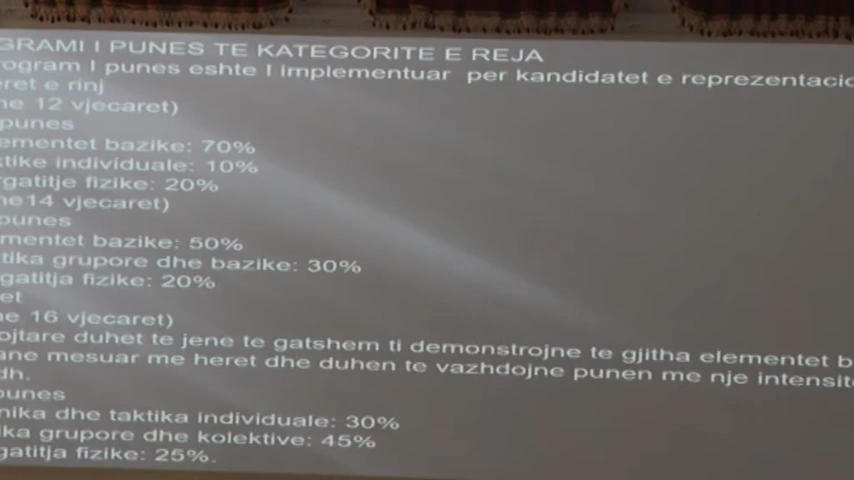 GRAMI I PUNES TE KATEGORITE E REJA
rogram I punes eshte I implementuar per kandidatet e reprezentacio
eret e rinj
ne 12 vjecaret)
punes
ementet bazike: 70%
ktike individuale: 10%
rgatitje fizike: 20%
ne14 vjecaret)
punes
mentet bazike: 50%
ktika grupore dhe bazike: 30%
gatitja fizike: 20%
et
ne 16 vjecaret)
ojtare duhet te jene te gatshem ti demonstrojne te gjitha elementet b
ane mesuar me heret dhe duhen te vazhdojne punen me nje intensite
dh.
punes
nika dhe taktika individuale: 30%
ika grupore dhe kolektive: 45%
gatitja fizike: 25%.